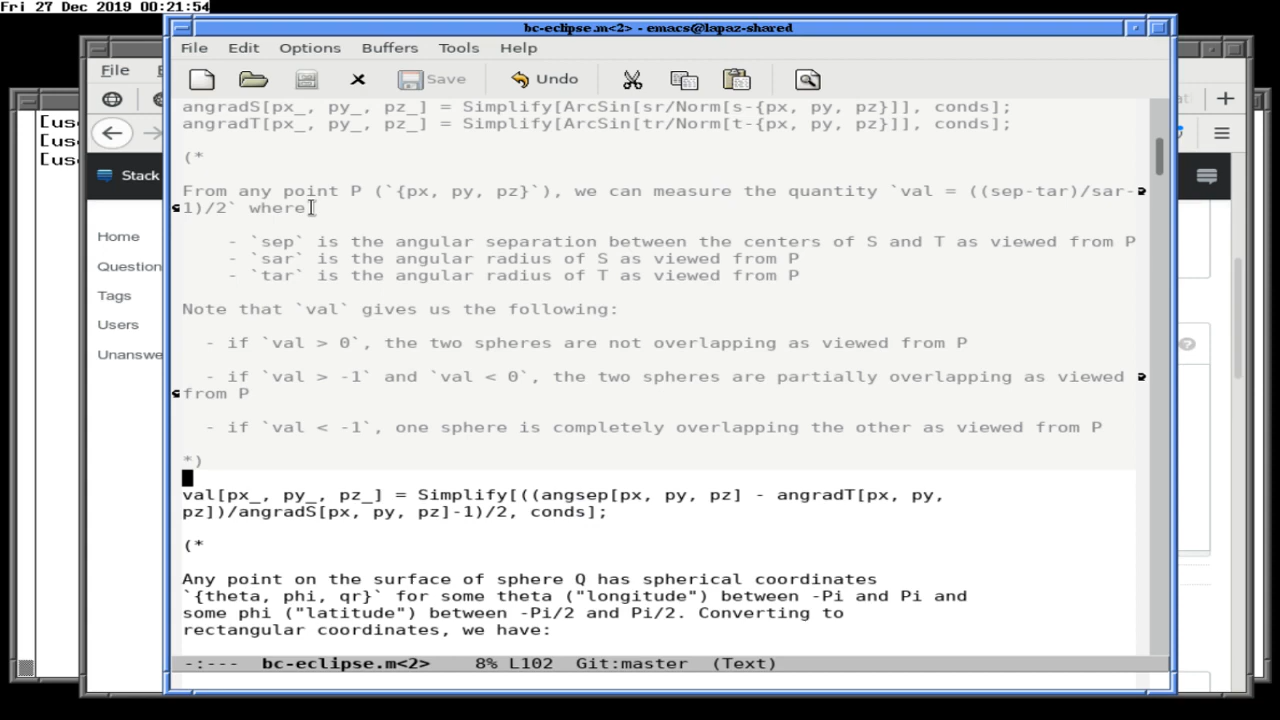 Fri 27 Dec 2019 00:21:54
bc-eclipse.m<2> - emacs@lapaz-shared
File Edit Options Buffers Tools Help
Save Undo
File
[us
[us
[us
Stack
Home
Question
Tags
Users
Unanswe
angradS[px_, py_, pz_] = Simplify[ArcSin[sr/Norm[s-{px, py, pz}]], conds];
angradT[px_, py_, pz_] = Simplify[ArcSin[tr/Norm[t-{px, py, pz}]], conds];
(*
From any point P (`{px, py, pz}`), we can measure the quantity `val = ((sep-tar)/sar-
1)/2` where
- `sep` is the angular separation between the centers of S and T as viewed from P
- `sar` is the angular radius of S as viewed from P
- `tar` is the angular radius of T as viewed from P
Note that `val` gives us the following:
- if `val > 0`, the two spheres are not overlapping as viewed from P
- if `val > -1` and `val < 0`, the two spheres are partially overlapping as viewed
from P
- if `val < -1`, one sphere is completely overlapping the other as viewed from P
*)
val[px_, py_, pz_] = Simplify[((angsep[px, py, pz] - angradT[px, py,
pz])/angradS[px, py, pz]-1)/2, conds];
(*
Any point on the surface of sphere Q has spherical coordinates
`{theta, phi, qr}` for some theta ("longitude") between -Pi and Pi and
some phi ("latitude") between -Pi/2 and Pi/2. Converting to
rectangular coordinates, we have:
-:--- bc-eclipse.m<2> 8% L102 Git:master (Text)